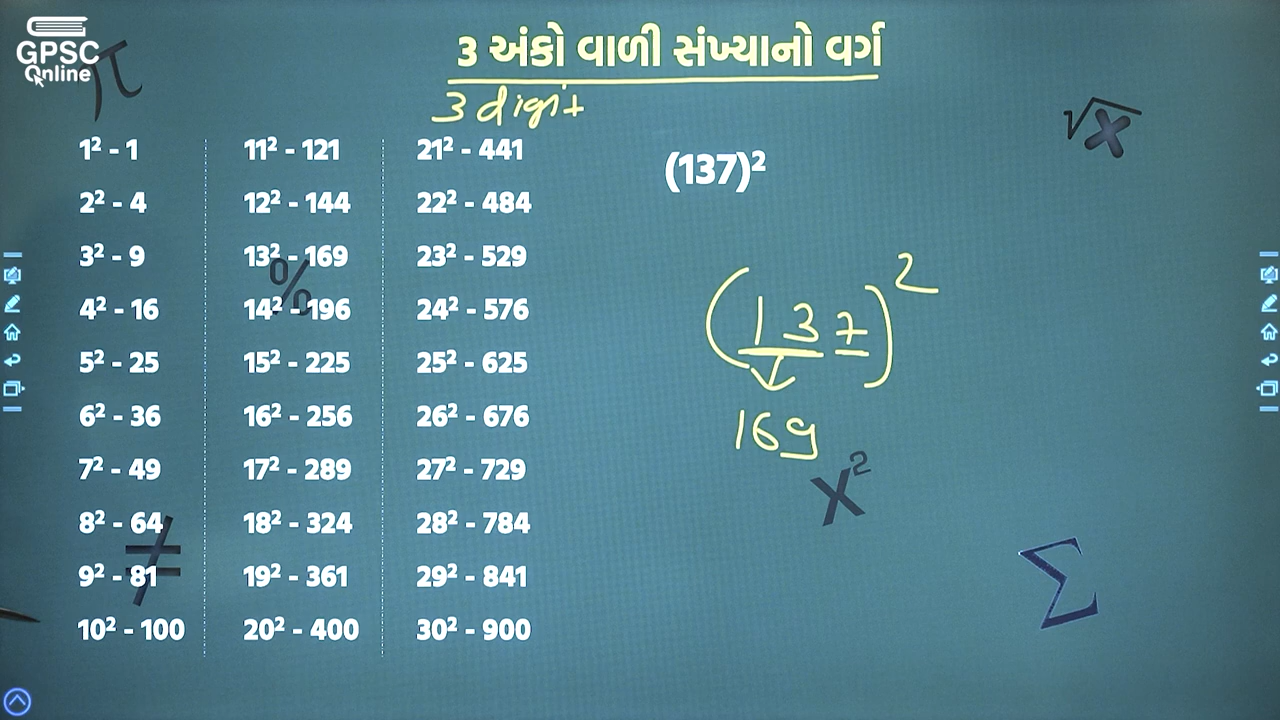 GPSC
Online
3 અંકો વાળી સંખ્યાનો વર્ગ
3 digit
1² - 1
2² - 4
3² - 9
4² - 16
5² - 25
6² - 36
7² - 49
8² - 64
9² - 81
10² - 100
11² - 121
12² - 144
13² - 169
14² - 196
15² - 225
16² - 256
17² - 289
18² - 324
19² - 361
20² - 400
21² - 441
22² - 484
23² - 529
24² - 576
25² - 625
26² - 676
27² - 729
28² - 784
29² - 841
30² - 900
(137)²
(137)²
169
π
%
≠
√x
x²
Σ